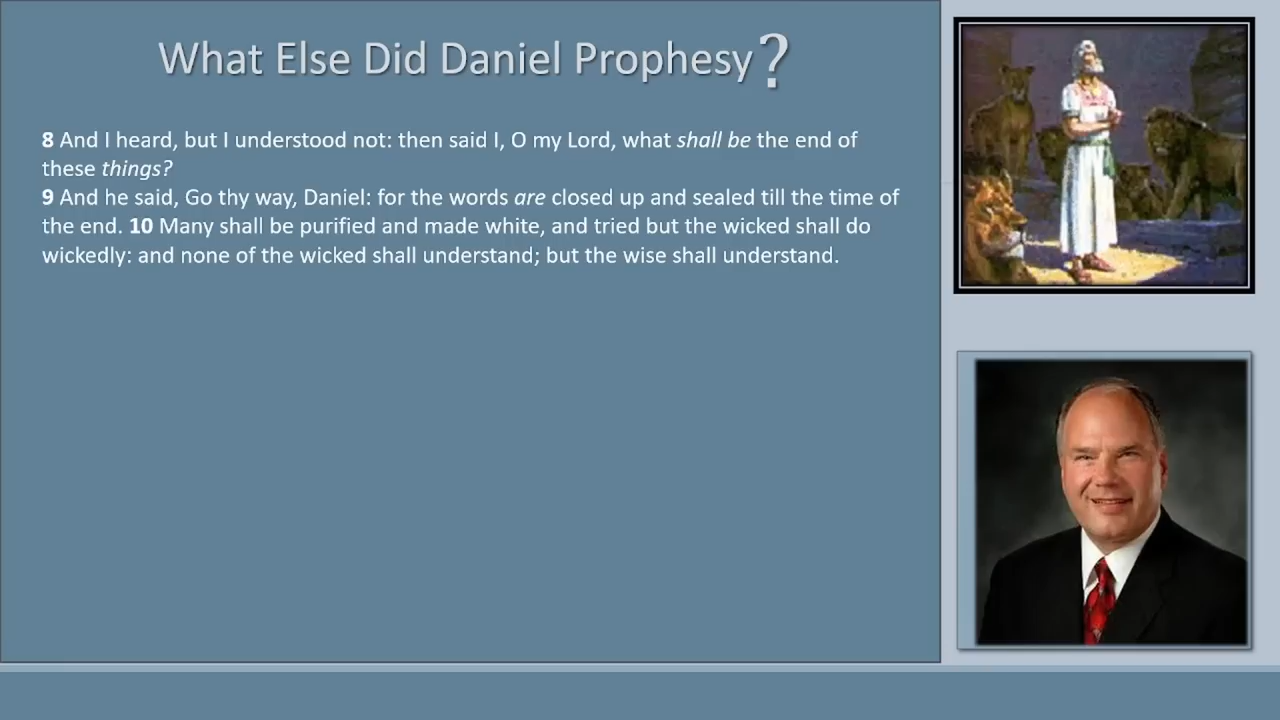 What Else Did Daniel Prophesy?
8 And I heard, but I understood not: then said I, O my Lord, what shall be the end of
these things?
9 And he said, Go thy way, Daniel: for the words are closed up and sealed till the time of
the end. 10 Many shall be purified and made white, and tried but the wicked shall do
wickedly: and none of the wicked shall understand; but the wise shall understand.